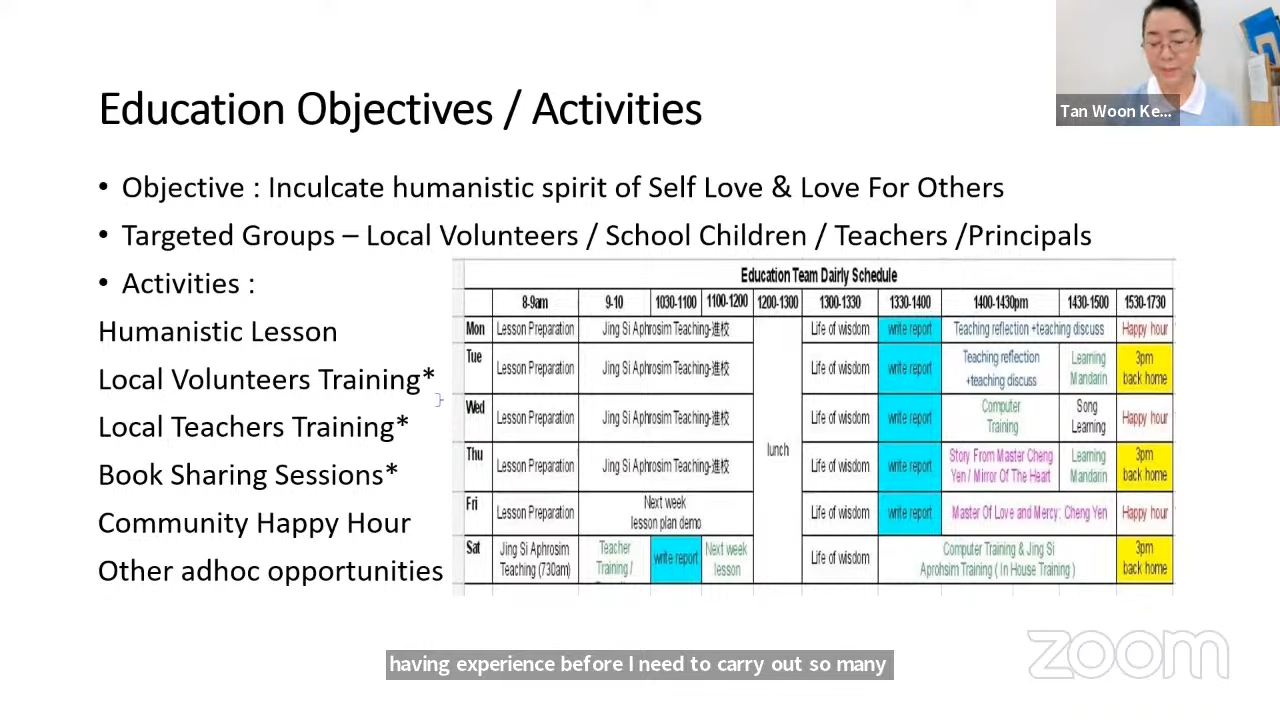 Tan Woon Ke...
Education Objectives / Activities
• Objective : Inculcate humanistic spirit of Self Love & Love For Others
• Targeted Groups – Local Volunteers / School Children / Teachers /Principals
• Activities :
Humanistic Lesson
Local Volunteers Training*
Local Teachers Training*
Book Sharing Sessions*
Community Happy Hour
Other adhoc opportunities
Education Team Dairly Schedule
8-9am 9-10 1030-1100 1100-1200 1200-1300 1300-1330 1330-1400 1400-1430pm 1430-1500 1530-1730
Mon Lesson Preparation Jing Si Aphrosim Teaching-進校 Life of wisdom write report Teaching reflection +teaching discuss Happy hour
Tue Lesson Preparation Jing Si Aphrosim Teaching-進校 Life of wisdom write report
Teaching reflection
+teaching discuss
Learning
Mandarin
3pm
back home
Wed Lesson Preparation Jing Si Aphrosim Teaching-進校 Life of wisdom write report
Computer
Training
Song
Learning
Happy hour
lunch
Thu Lesson Preparation Jing Si Aphrosim Teaching-進校 Life of wisdom write report
Story From Master Cheng
Yen / Mirror Of The Heart
Learning
Mandarin
3pm
back home
Fri Lesson Preparation
Next week
lesson plan demo
Life of wisdom write report Master Of Love and Mercy: Cheng Yen Happy hour
Sat
Jing Si Aphrosim
Teaching (730am)
Teacher
Training /
write report
Next week
lesson
Life of wisdom
Computer Training & Jing Si
Aprohsim Training ( In House Training )
3pm
back home
having experience before I need to carry out so many
zoom